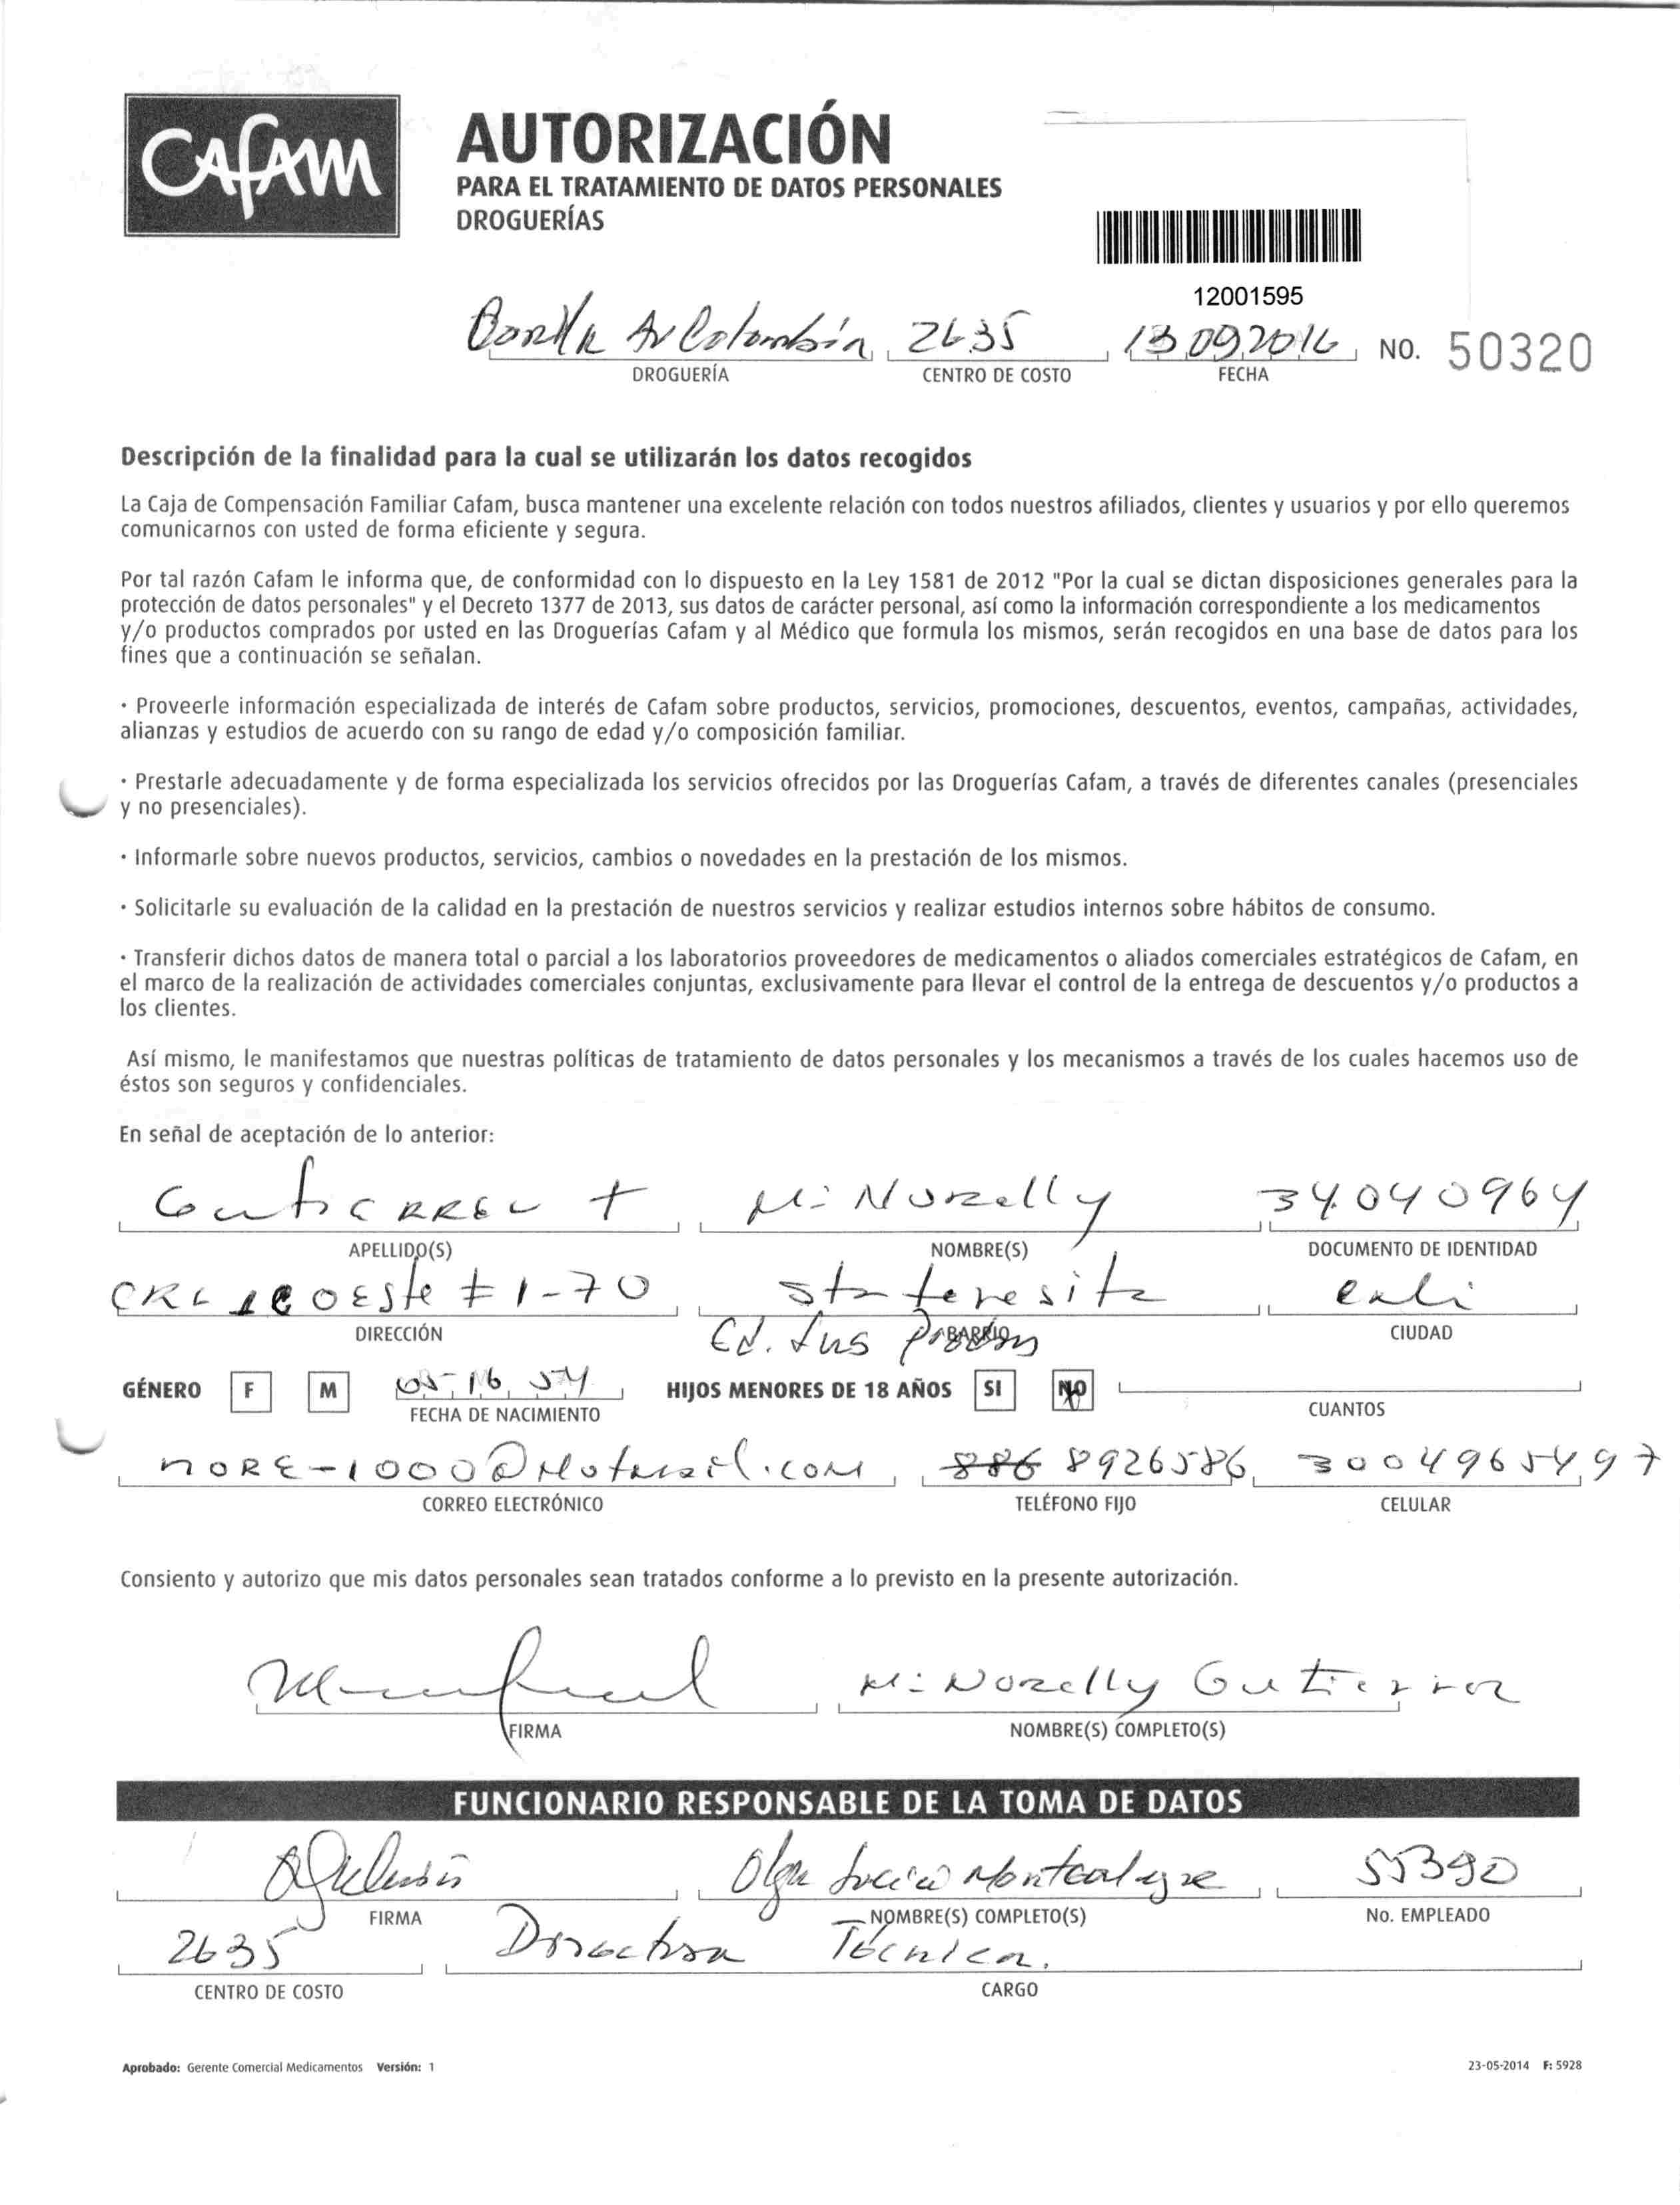 CAFAM
AUTORIZACIÓN
PARA EL TRATAMIENTO DE DATOS PERSONALES
DROGUERÍAS
12001595
Av Colombia 2635 13 09 2016 NO. 50320
DROGUERÍA CENTRO DE COSTO FECHA
Descripción de la finalidad para la cual se utilizarán los datos recogidos
La Caja de Compensación Familiar Cafam, busca mantener una excelente relación con todos nuestros afiliados, clientes y usuarios y por ello queremos
comunicarnos con usted de forma eficiente y segura.
Por tal razón Cafam le informa que, de conformidad con lo dispuesto en la Ley 1581 de 2012 "Por la cual se dictan disposiciones generales para la
protección de datos personales" y el Decreto 1377 de 2013, sus datos de carácter personal, así como la información correspondiente a los medicamentos
y/o productos comprados por usted en las Droguerías Cafam y al Médico que formula los mismos, serán recogidos en una base de datos para los
fines que a continuación se señalan.
· Proveerle información especializada de interés de Cafam sobre productos, servicios, promociones, descuentos, eventos, campañas, actividades,
alianzas y estudios de acuerdo con su rango de edad y/o composición familiar.
· Prestarle adecuadamente y de forma especializada los servicios ofrecidos por las Droguerías Cafam, a través de diferentes canales (presenciales
y no presenciales).
· Informarle sobre nuevos productos, servicios, cambios o novedades en la prestación de los mismos.
· Solicitarle su evaluación de la calidad en la prestación de nuestros servicios y realizar estudios internos sobre hábitos de consumo.
· Transferir dichos datos de manera total o parcial a los laboratorios proveedores de medicamentos o aliados comerciales estratégicos de Cafam, en
el marco de la realización de actividades comerciales conjuntas, exclusivamente para llevar el control de la entrega de descuentos y/o productos a
los clientes.
Así mismo, le manifestamos que nuestras políticas de tratamiento de datos personales y los mecanismos a través de los cuales hacemos uso de
éstos son seguros y confidenciales.
En señal de aceptación de lo anterior:
Gutierrez t M: Norelly 34.040964
APELLIDO(S) NOMBRE(S) DOCUMENTO DE IDENTIDAD
oeste # 1-70 sta teresita cali
DIRECCIÓN BARRIO CIUDAD
Ed.
GÉNERO F M 05 16 54 HIJOS MENORES DE 18 AÑOS SI NO
FECHA DE NACIMIENTO CUANTOS
nore-1000@Hotmail.com 886 8926586 3004965497
CORREO ELECTRÓNICO TELÉFONO FIJO CELULAR
Consiento y autorizo que mis datos personales sean tratados conforme a lo previsto en la presente autorización.
M: Norelly Gutierrez
FIRMA NOMBRE(S) COMPLETO(S)
FUNCIONARIO RESPONSABLE DE LA TOMA DE DATOS
Olga Lucia Montealegre 55390
FIRMA NOMBRE(S) COMPLETO(S) No. EMPLEADO
2635 Directora Técnica.
CENTRO DE COSTO CARGO
Aprobado: Gerente Comercial Medicamentos Versión: 1 23-05-2014 F: 5928